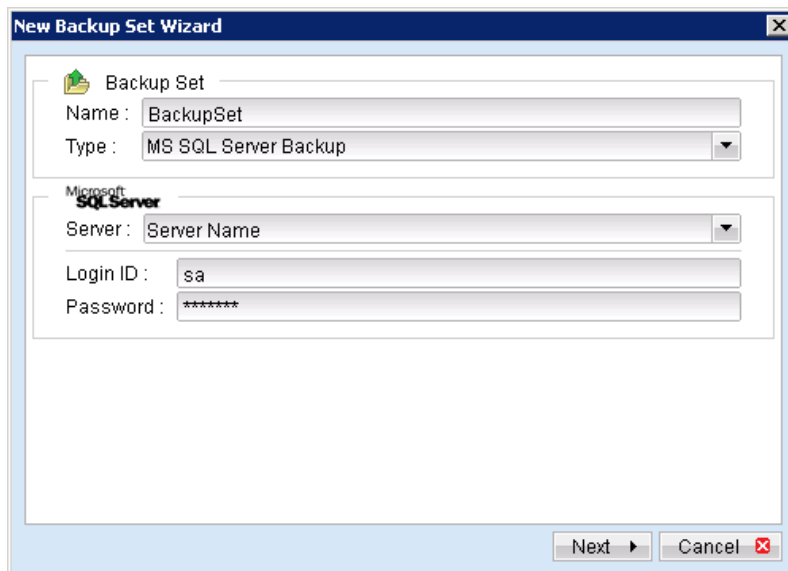 New Backup Set Wizard
Backup Set
Name : BackupSet
Type : MS SQL Server Backup
Microsoft
SQL Server
Server : Server Name
Login ID : sa
Password : *******
Next Cancel